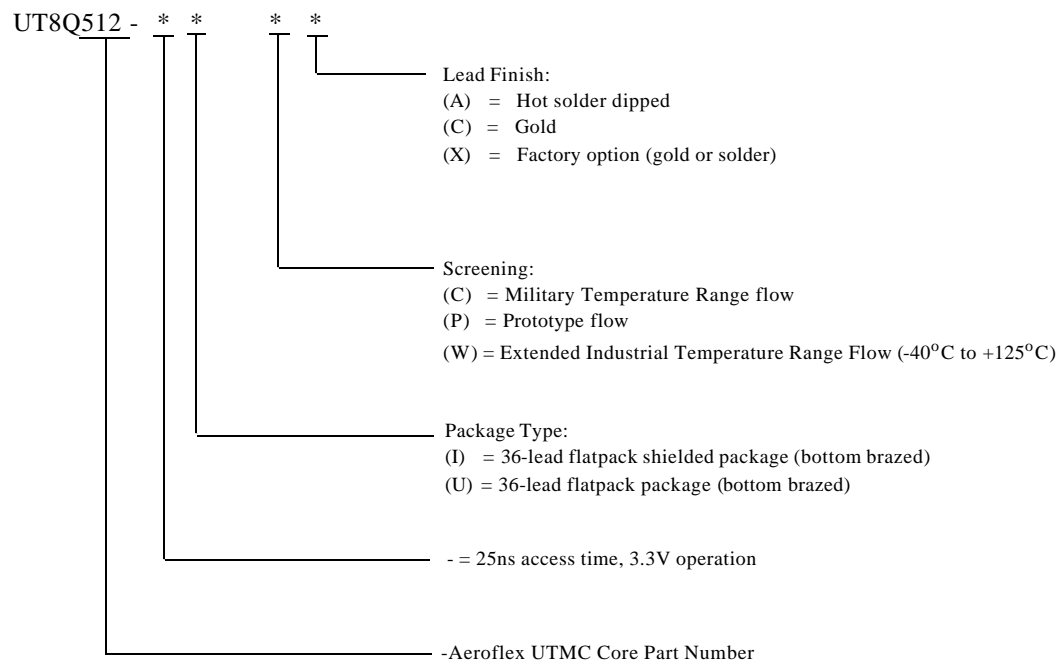 UT8Q512 - * * * *
Lead Finish:
(A) = Hot solder dipped
(C) = Gold
(X) = Factory option (gold or solder)
Screening:
(C) = Military Temperature Range flow
(P) = Prototype flow
(W) = Extended Industrial Temperature Range Flow (-40°C to +125°C)
Package Type:
(I) = 36-lead flatpack shielded package (bottom brazed)
(U) = 36-lead flatpack package (bottom brazed)
- = 25ns access time, 3.3V operation
-Aeroflex UTMC Core Part Number